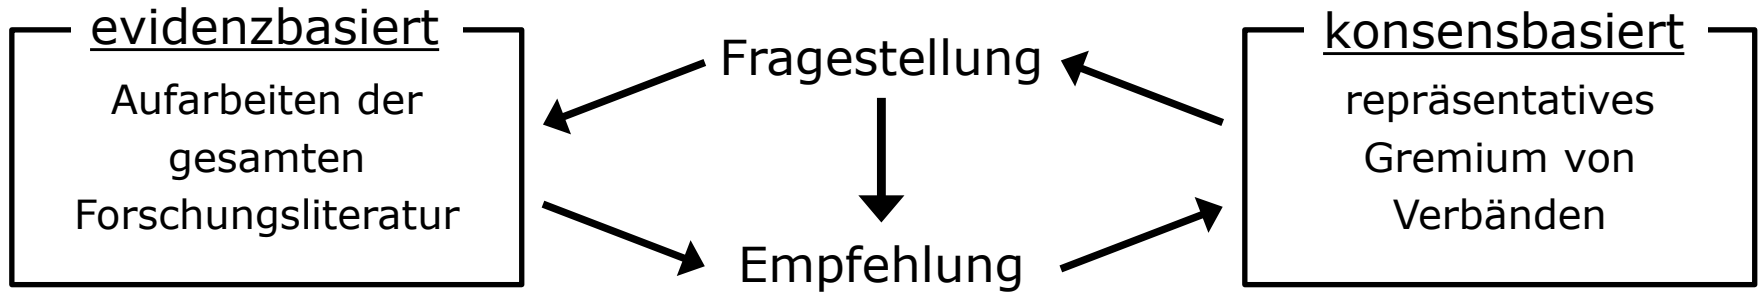 evidenzbasiert
Aufarbeiten der
gesamten
Forschungsliteratur
Fragestellung
Empfehlung
konsensbasiert
repräsentatives
Gremium von
Verbänden